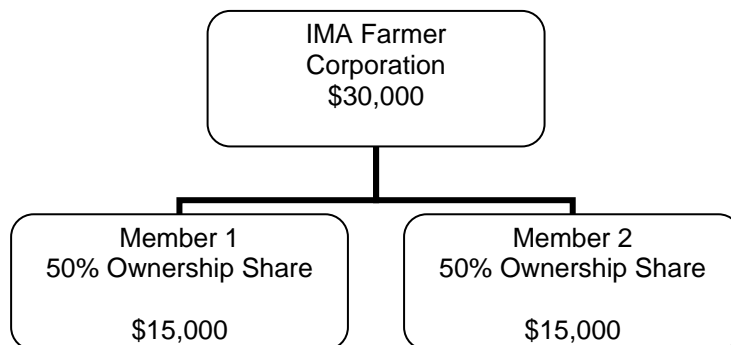 IMA Farmer
Corporation
$30,000
Member 1
50% Ownership Share
$15,000
Member 2
50% Ownership Share
$15,000